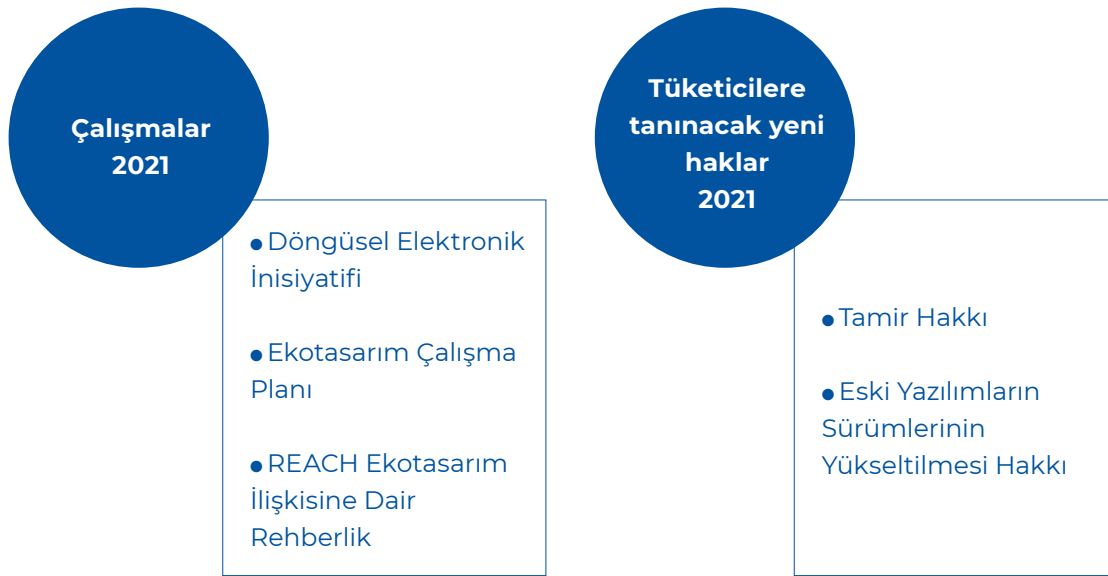 Çalışmalar
2021
● Döngüsel Elektronik
İnisiyatifi
● Ekotasarım Çalışma
Planı
● REACH Ekotasarım
İlişkisine Dair
Rehberlik
Tüketicilere
tanınacak yeni
haklar
2021
● Tamir Hakkı
● Eski Yazılımların
Sürümlerinin
Yükseltilmesi Hakkı